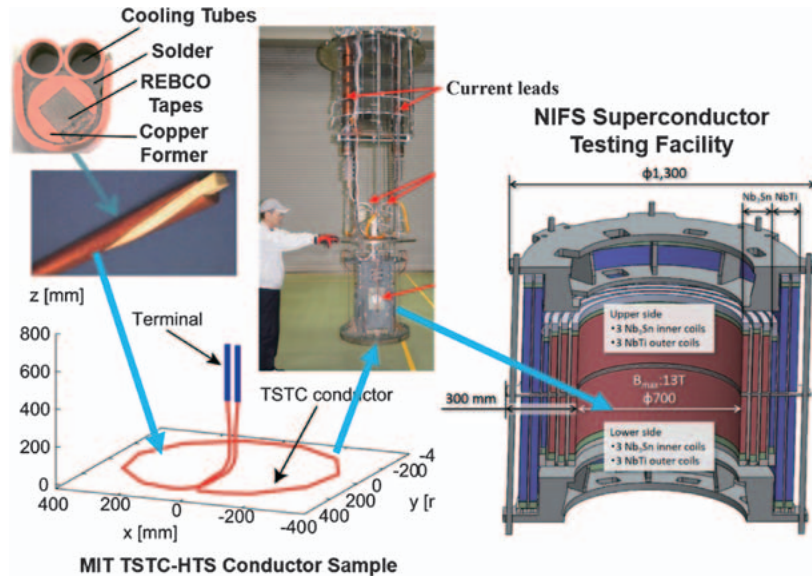 Cooling Tubes
Solder
REBCO
Tapes
Copper
Former
Current leads
NIFS Superconductor
Testing Facility
ϕ1,300
Nb₃Sn
NbTi
z [mm]
800
600
400
200
0
Terminal
TSTC conductor
400
200
0
-200
-400
x [mm]
-4
-200
0
200
400
y [r
Upper side
•3 Nb₃Sn inner coils
•3 NbTi outer coils
Bmax:13T
ϕ700
300 mm
Lower side
•3 Nb₃Sn inner coils
•3 NbTi outer coils
MIT TSTC-HTS Conductor Sample